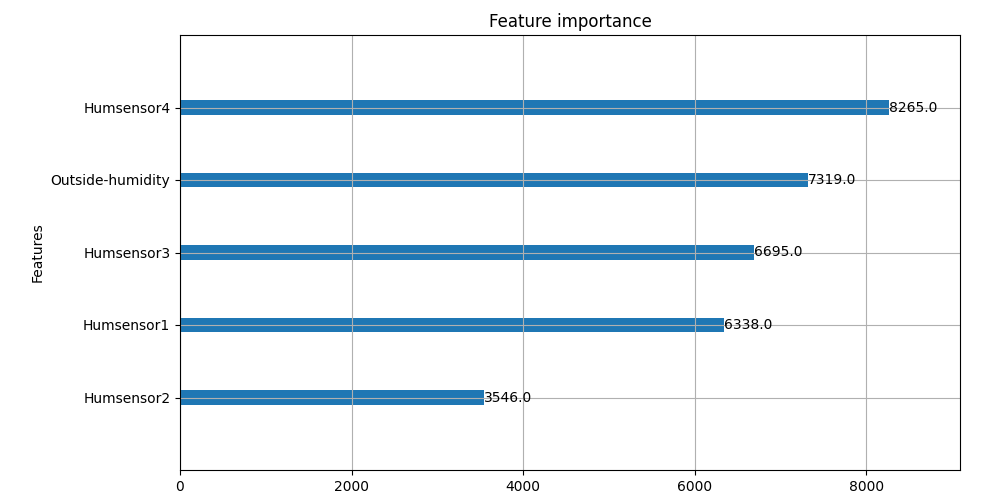 Feature importance
Features
Humsensor4
8265.0
Outside-humidity
7319.0
Humsensor3
6695.0
Humsensor1
6338.0
Humsensor2
3546.0
0 2000 4000 6000 8000